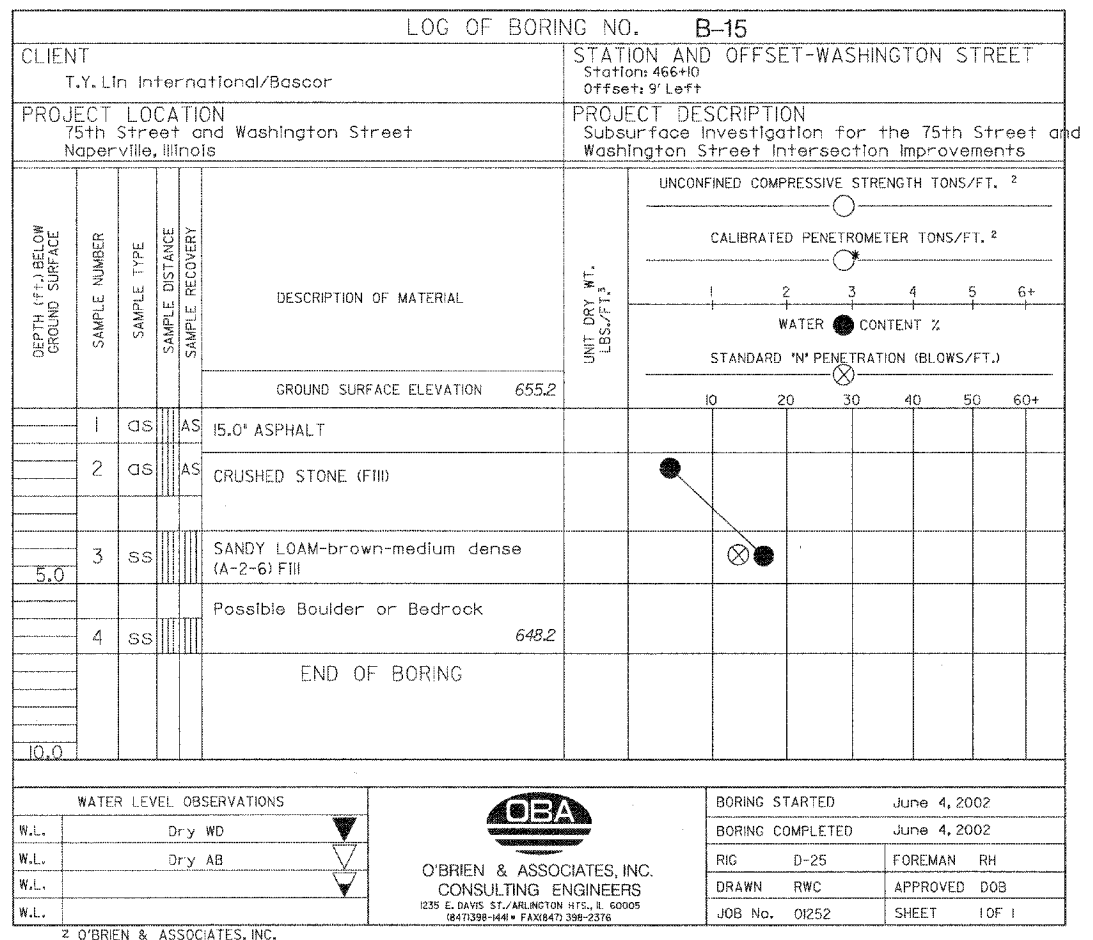 LOG OF BORING NO. B-15
CLIENT
T.Y. Lin International/Bascor
STATION AND OFFSET-WASHINGTON STREET
Station: 466+10
Offset: 9' Left
PROJECT LOCATION
75th Street and Washington Street
Naperville, Illinois
PROJECT DESCRIPTION
Subsurface Investigation for the 75th Street and
Washington Street Intersection Improvements
DEPTH (ft.) BELOW
GROUND SURFACE
SAMPLE NUMBER
SAMPLE TYPE
SAMPLE DISTANCE
SAMPLE RECOVERY
DESCRIPTION OF MATERIAL
GROUND SURFACE ELEVATION 655.2
UNIT DRY WT.
LBS./FT.³
UNCONFINED COMPRESSIVE STRENGTH TONS/FT. ²
CALIBRATED PENETROMETER TONS/FT. ²
*
1 2 3 4 5 6+
WATER CONTENT %
STANDARD "N" PENETRATION (BLOWS/FT.)
10 20 30 40 50 60+
1 as AS 15.0" ASPHALT
2 as AS CRUSHED STONE (Fill)
3 ss SANDY LOAM-brown-medium dense
(A-2-6) Fill
5.0
Possible Boulder or Bedrock
4 ss 648.2
END OF BORING
10.0
WATER LEVEL OBSERVATIONS
W.L. Dry WD
W.L. Dry AB
W.L.
W.L.
OBA
O'BRIEN & ASSOCIATES, INC.
CONSULTING ENGINEERS
1235 E. DAVIS ST./ARLINGTON HTS., IL 60005
(847)398-1441 • FAX(847) 398-2376
BORING STARTED June 4, 2002
BORING COMPLETED June 4, 2002
RIG D-25 FOREMAN RH
DRAWN RWC APPROVED DOB
JOB No. 01252 SHEET 1 OF 1
2 O'BRIEN & ASSOCIATES, INC.